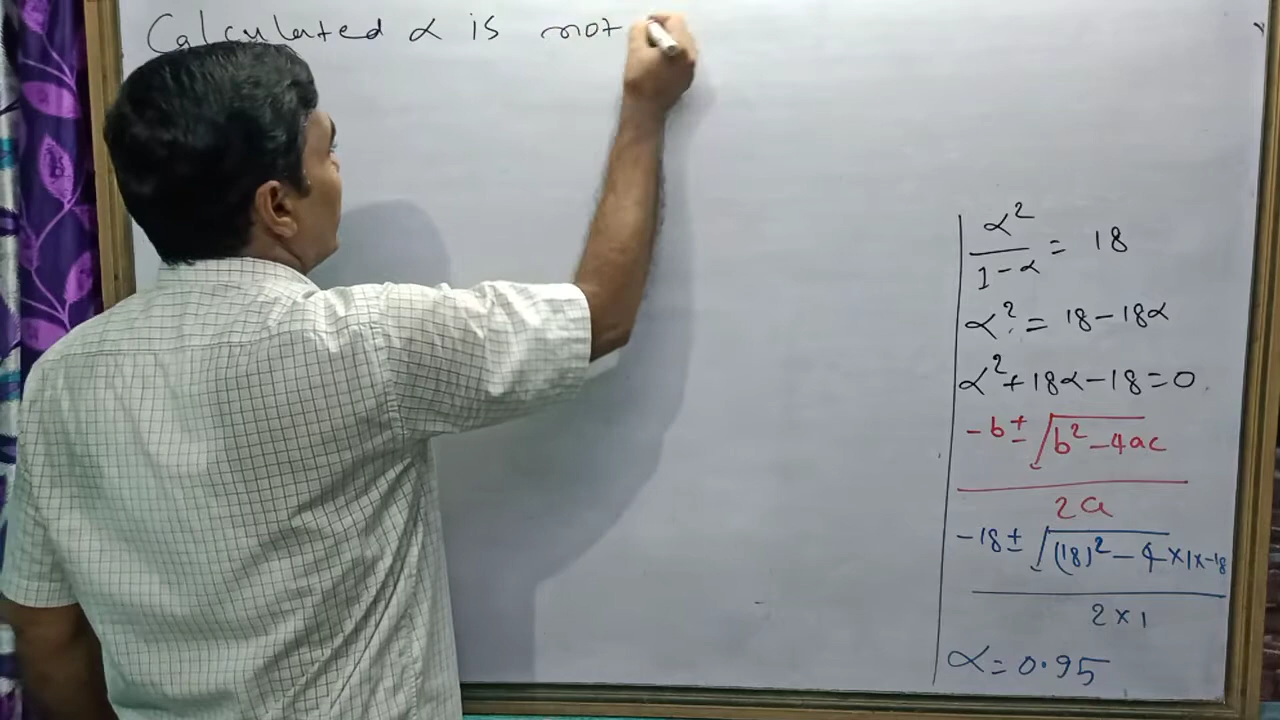 Calculated α is not
α² / 1-α = 18
α² = 18-18α
α²+18α-18=0
-b±√b²-4ac / 2a
-18±√(18)²-4×1×-18 / 2×1
α=0.95